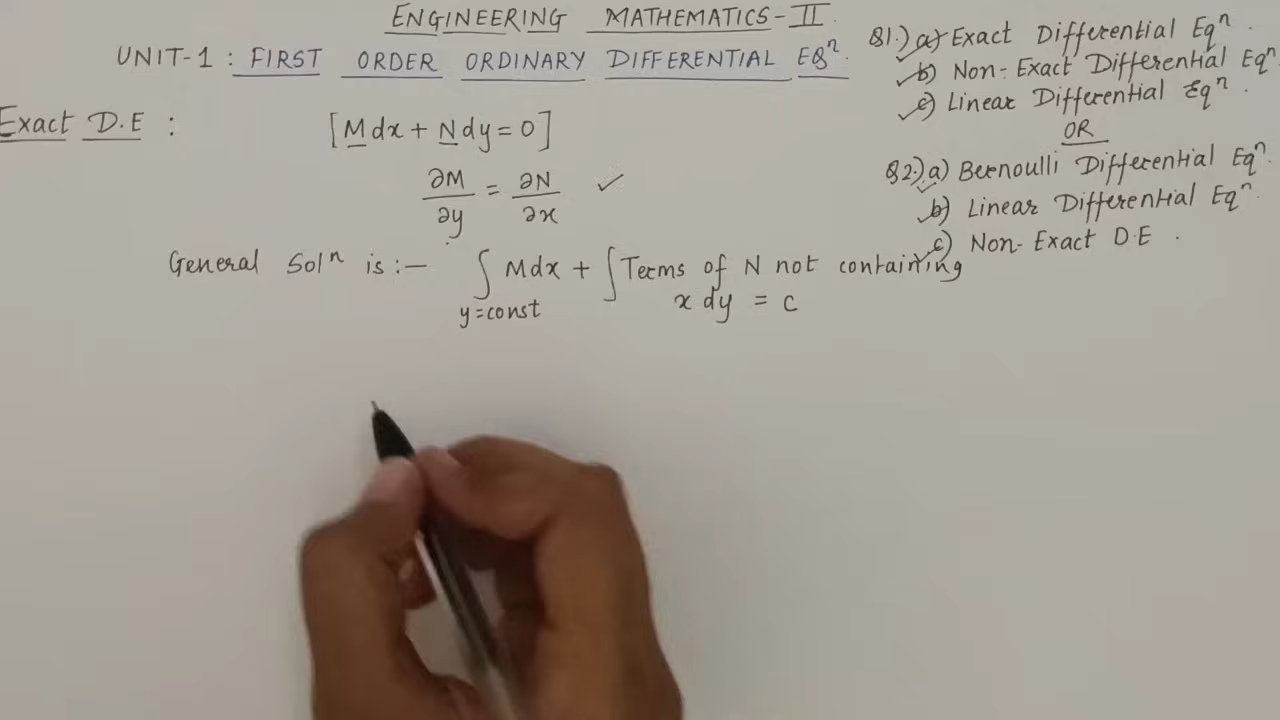 ENGINEERING MATHEMATICS-II
UNIT-1 : FIRST ORDER ORDINARY DIFFERENTIAL EQⁿ
Exact D.E :
[Mdx + Ndy = 0]
∂M/∂y = ∂N/∂x ✓
General Solⁿ is :— ∫ Mdx + ∫Terms of N not containing
y=const x dy = c
Q1.) a) Exact Differential Eqⁿ.
b) Non-Exact Differential Eqⁿ
c) Linear Differential Eqⁿ.
OR
Q2.) a) Bernoulli Differential Eqⁿ.
b) Linear Differential Eqⁿ.
c) Non-Exact D.E.